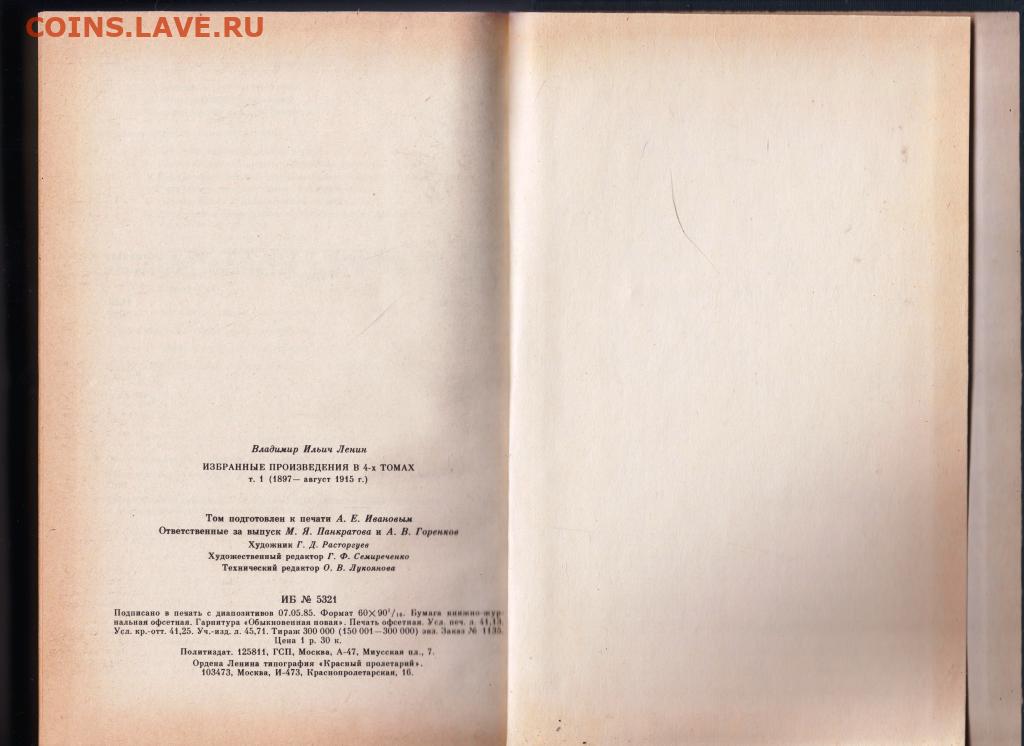 COINS.LAVE.RU
Владимир Ильич Ленин
ИЗБРАННЫЕ ПРОИЗВЕДЕНИЯ В 4-х ТОМАХ
т. 1 (1897— август 1915 г.)
Том подготовлен к печати А. Е. Ивановым
Ответственные за выпуск М. Я. Панкратова и А. В. Горенков
Художник Г. Д. Расторгуев
Художественный редактор Г. Ф. Семиреченко
Технический редактор О. В. Лукоянова
ИБ № 5321
Подписано в печать с диапозитивов 07.05.85. Формат 60×90¹/₁₆. Бумага книжно-жур-
нальная офсетная. Гарнитура «Обыкновенная новая». Печать офсетная. Усл. печ. л. 41,13.
Усл. кр.-отт. 41,25. Уч.-изд. л. 45,71. Тираж 300 000 (150 001—300 000) экз. Заказ № 1135.
Цена 1 р. 30 к.
Политиздат. 125811, ГСП, Москва, А-47, Миусская пл., 7.
Ордена Ленина типография «Красный пролетарий».
103473, Москва, И-473, Краснопролетарская, 16.